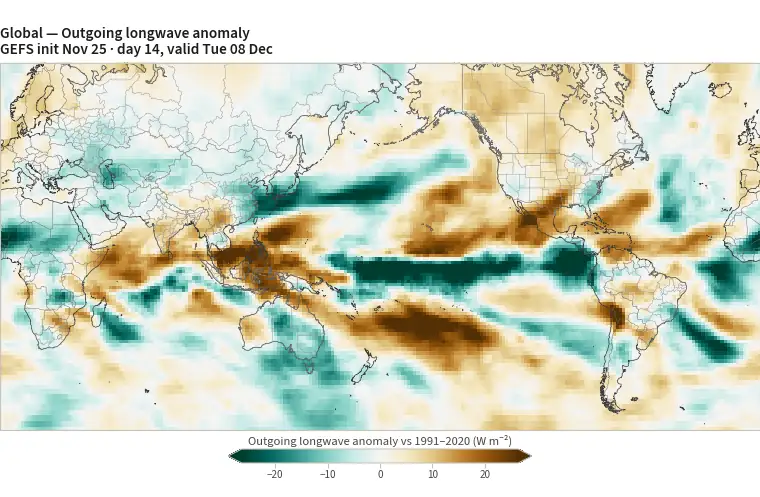 Global — Outgoing longwave anomaly
GEFS init Nov 25 · day 14, valid Tue 08 Dec
Outgoing longwave anomaly vs 1991–2020 (W m⁻²)
−20 −10 0 10 20